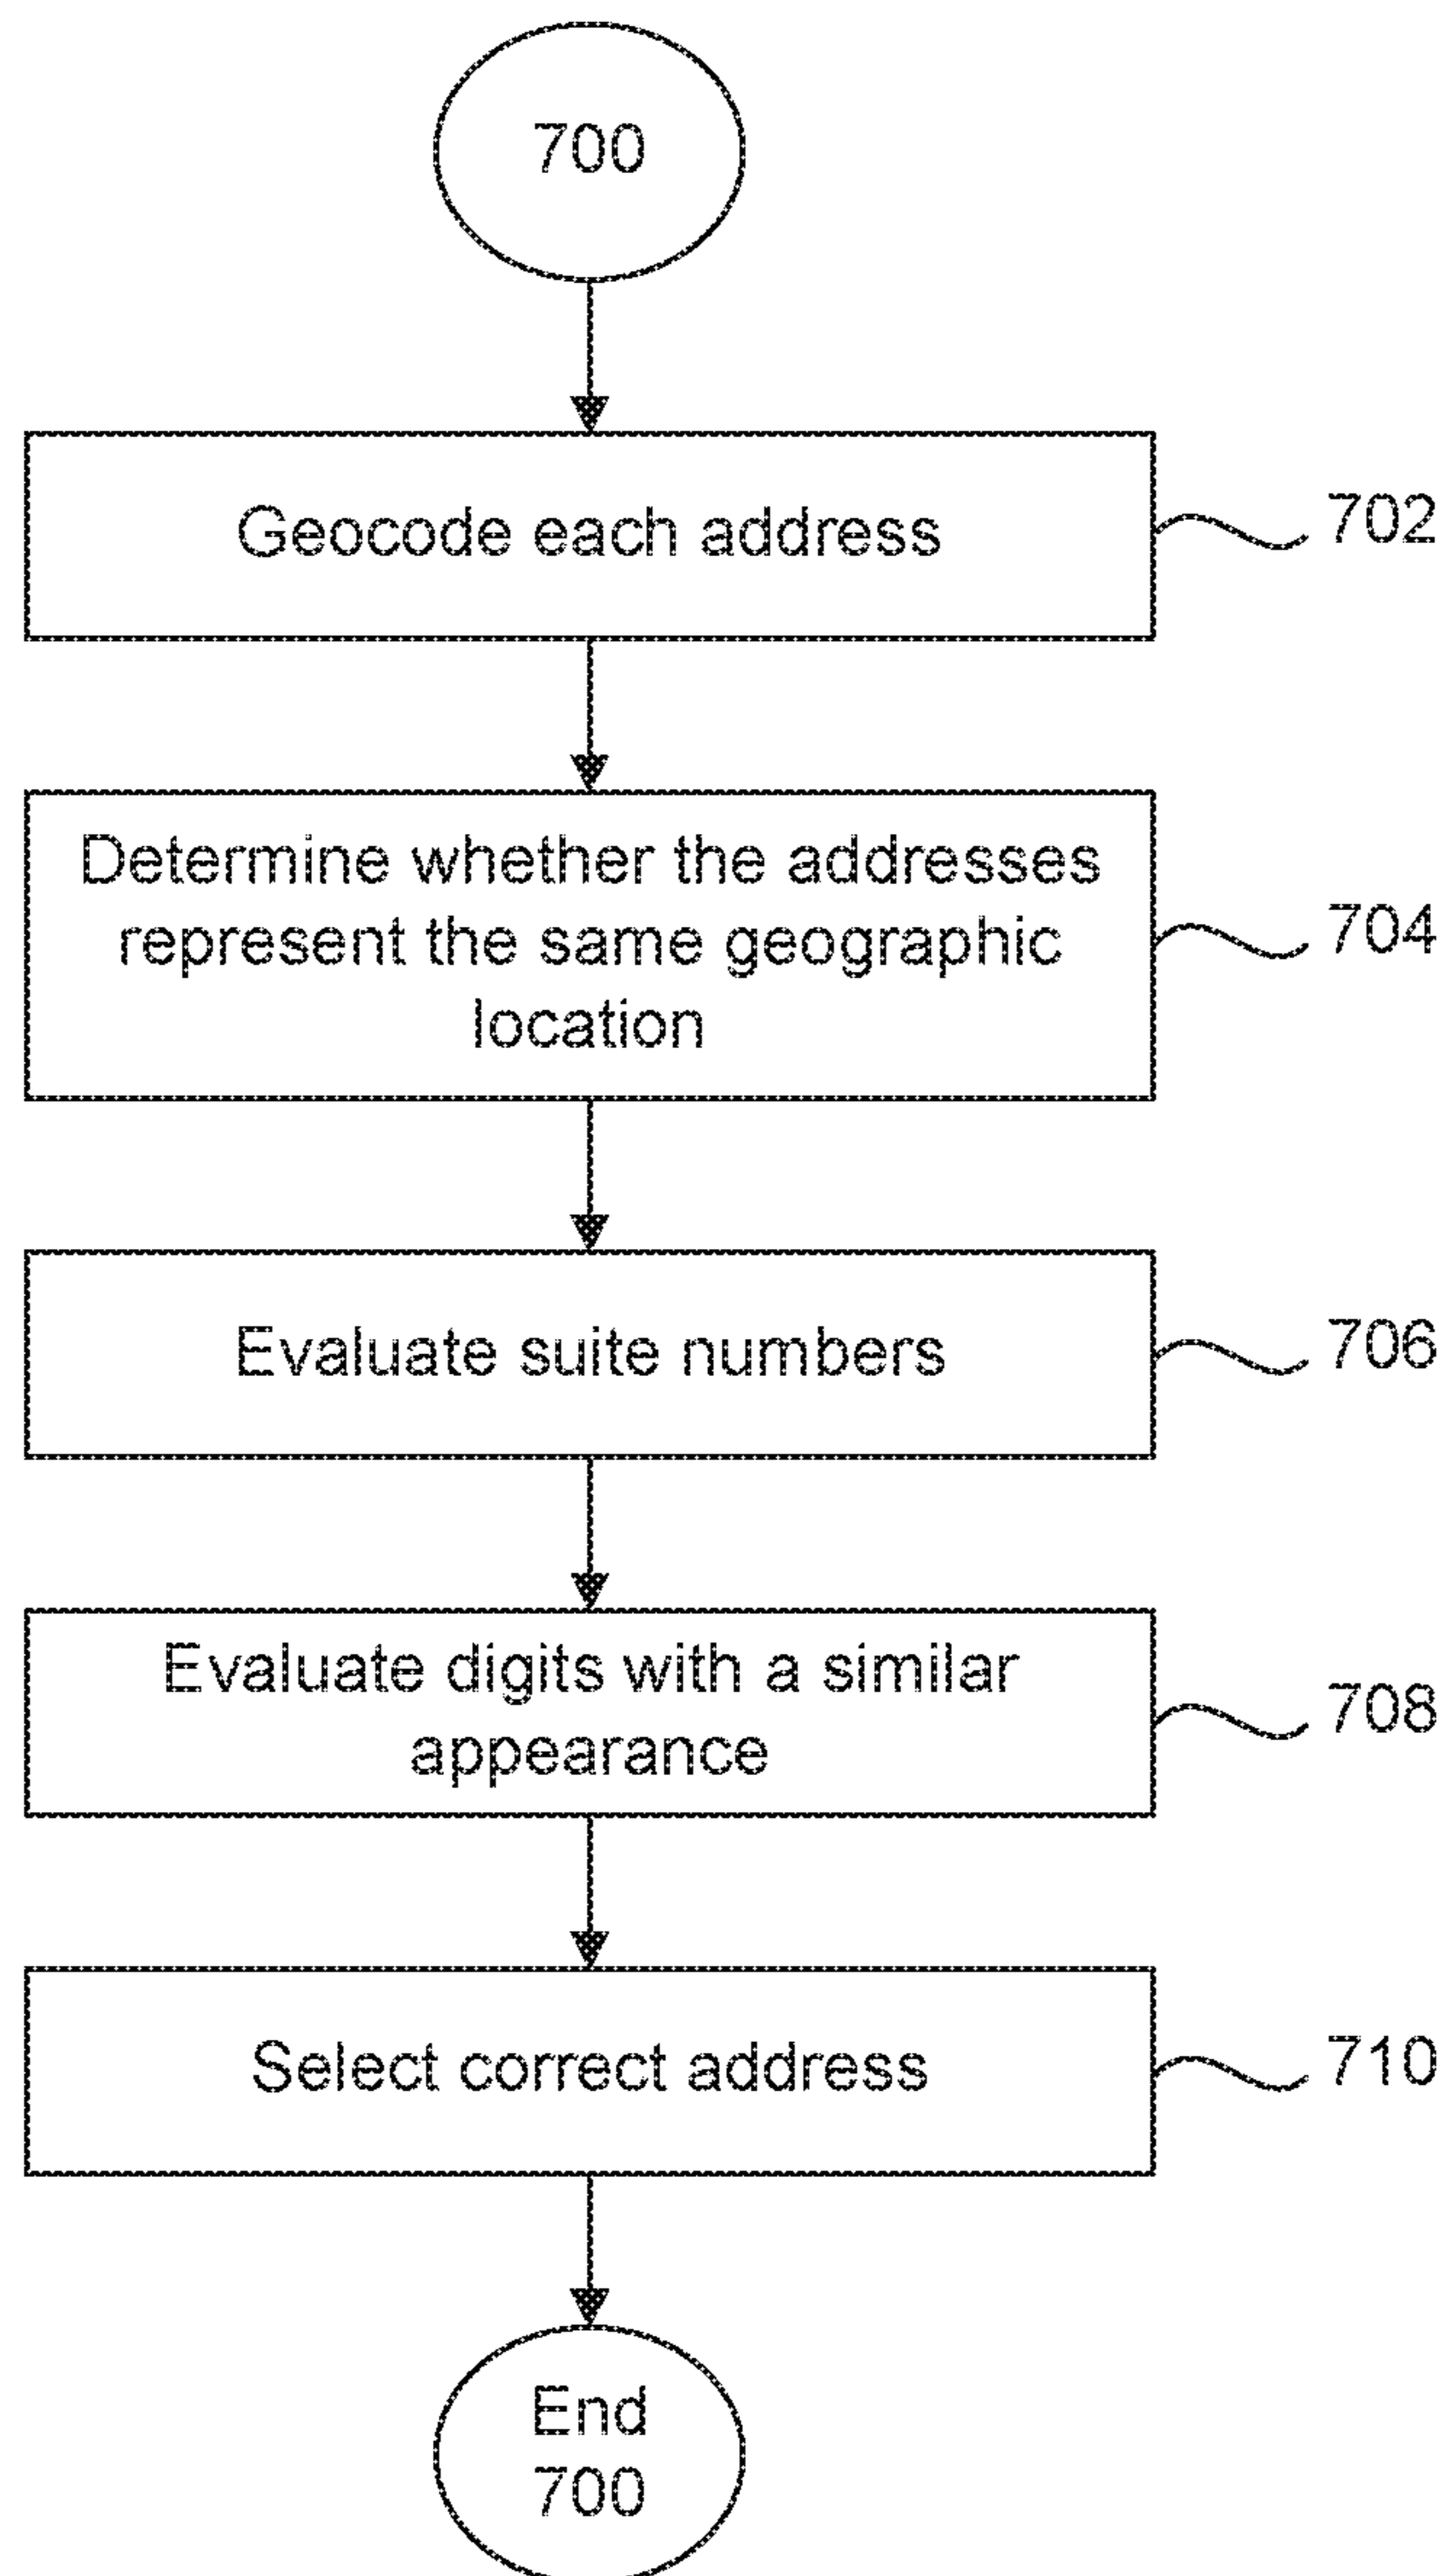 700
Geocode each address
702
Determine whether the addresses
represent the same geographic
location
704
Evaluate suite numbers
706
Evaluate digits with a similar
appearance
708
Select correct address
710
End
700